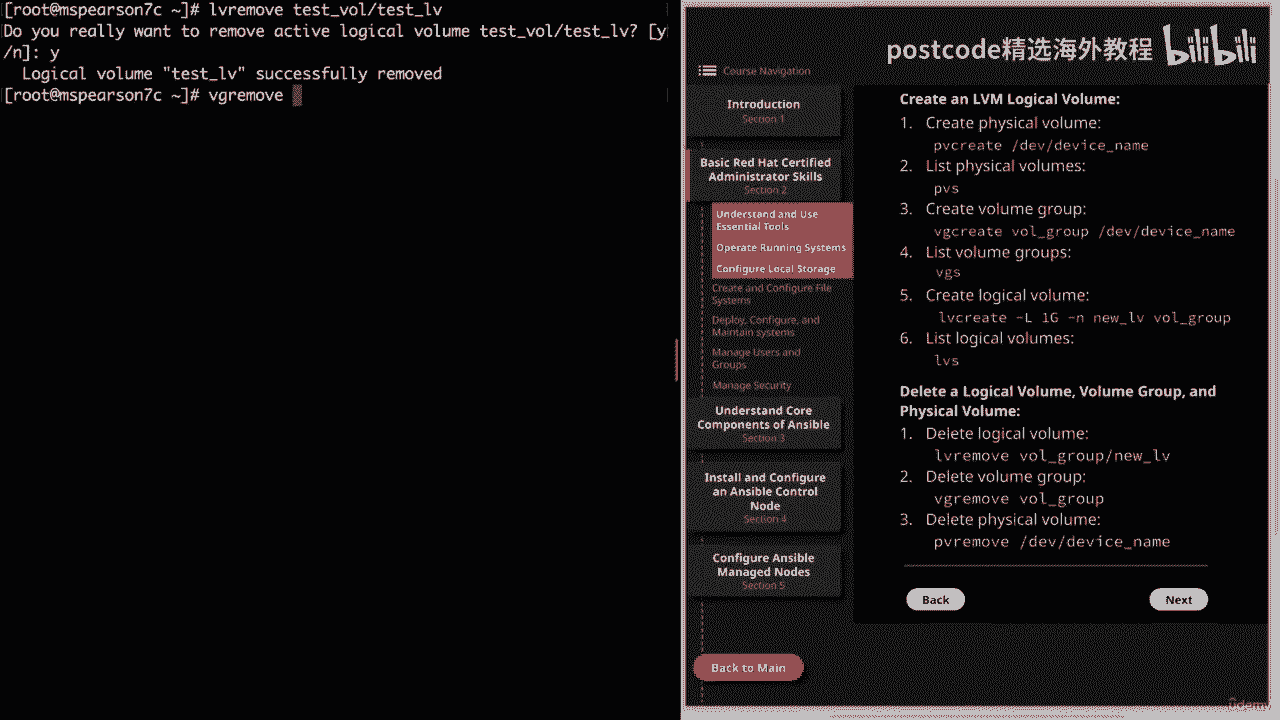 [root@mspearson7c ~]# lvremove test_vol/test_lv
Do you really want to remove active logical volume test_vol/test_lv? [y
/n]: y
  Logical volume "test_lv" successfully removed
[root@mspearson7c ~]# vgremove
postcode精选海外教程 bilibili
Course Navigation
Introduction
Section 1
Basic Red Hat Certified
Administrator Skills
Section 2
Understand and Use
Essential Tools
Operate Running Systems
Configure Local Storage
Create and Configure File
Systems
Deploy, Configure, and
Maintain systems
Manage Users and
Groups
Manage Security
Understand Core
Components of Ansible
Section 3
Install and Configure
an Ansible Control
Node
Section 4
Configure Ansible
Managed Nodes
Section 5
Back to Main
Create an LVM Logical Volume:
1. Create physical volume:
pvcreate /dev/device_name
2. List physical volumes:
pvs
3. Create volume group:
vgcreate vol_group /dev/device_name
4. List volume groups:
vgs
5. Create logical volume:
lvcreate -L 1G -n new_lv vol_group
6. List logical volumes:
lvs
Delete a Logical Volume, Volume Group, and
Physical Volume:
1. Delete logical volume:
lvremove vol_group/new_lv
2. Delete volume group:
vgremove vol_group
3. Delete physical volume:
pvremove /dev/device_name
Back
Next
ûdemy